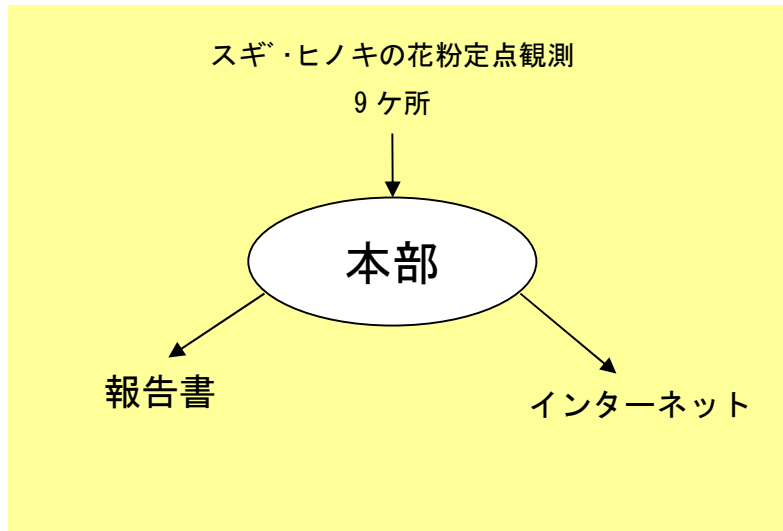 スギ・ヒノキの花粉定点観測
9ケ所
本部
報告書
インターネット